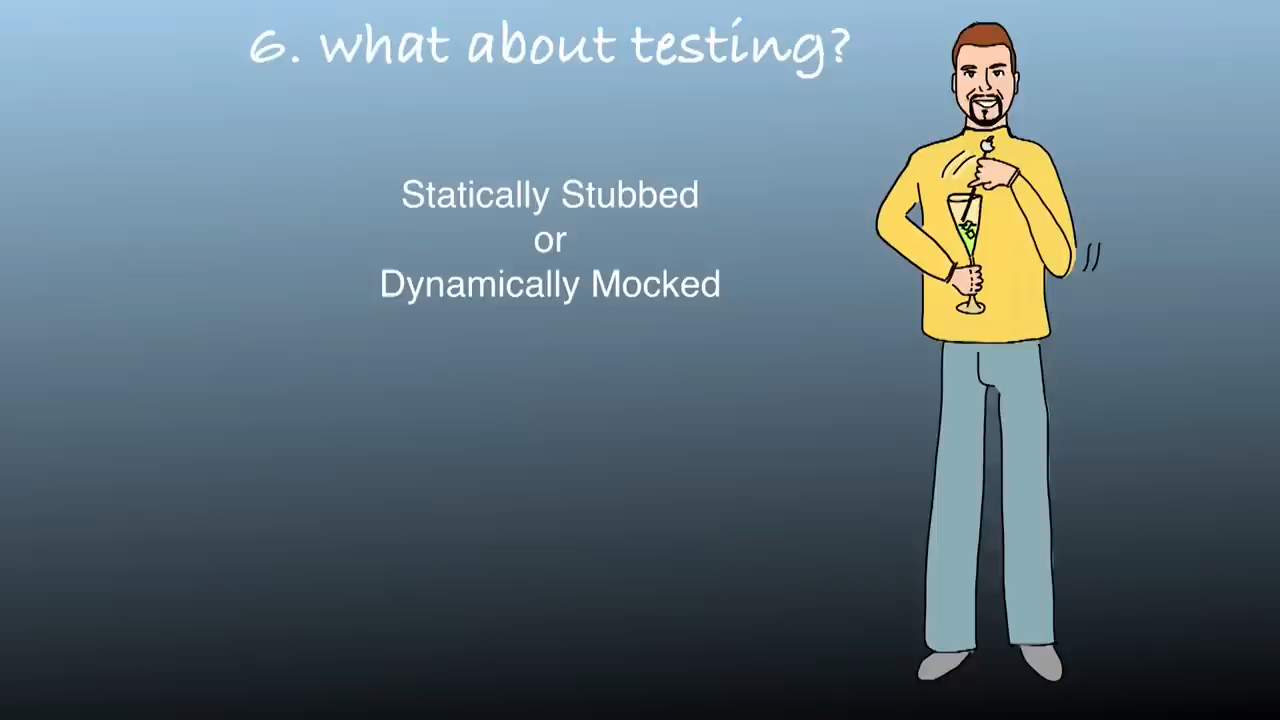 6. what about testing?
Statically Stubbed
or
Dynamically Mocked